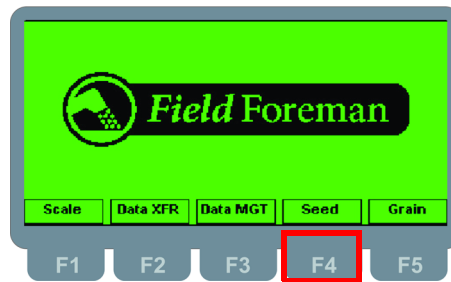 Field Foreman
Scale Data XFR Data MGT Seed Grain
F1 F2 F3 F4 F5